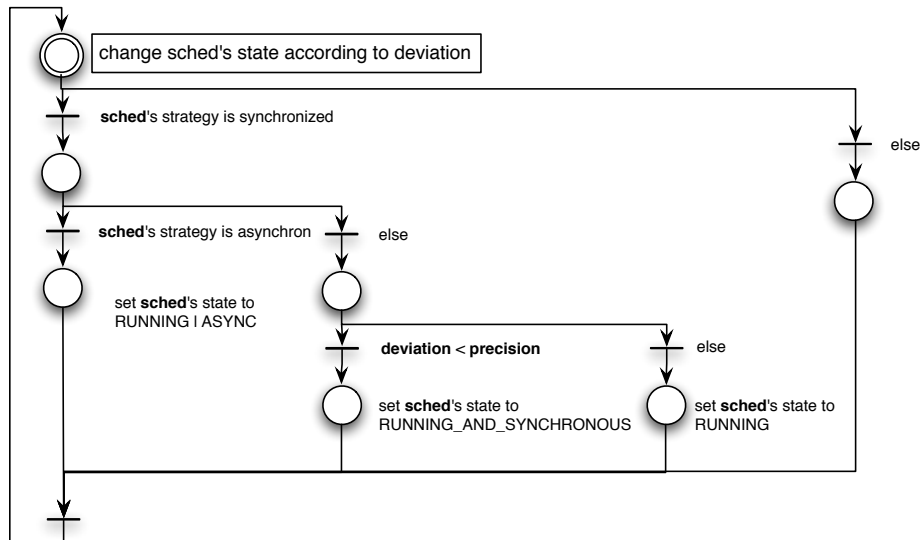 change sched's state according to deviation
sched's strategy is synchronized
else
sched's strategy is asynchron
else
set sched's state to
RUNNING | ASYNC
deviation < precision
else
set sched's state to
RUNNING_AND_SYNCHRONOUS
set sched's state to
RUNNING